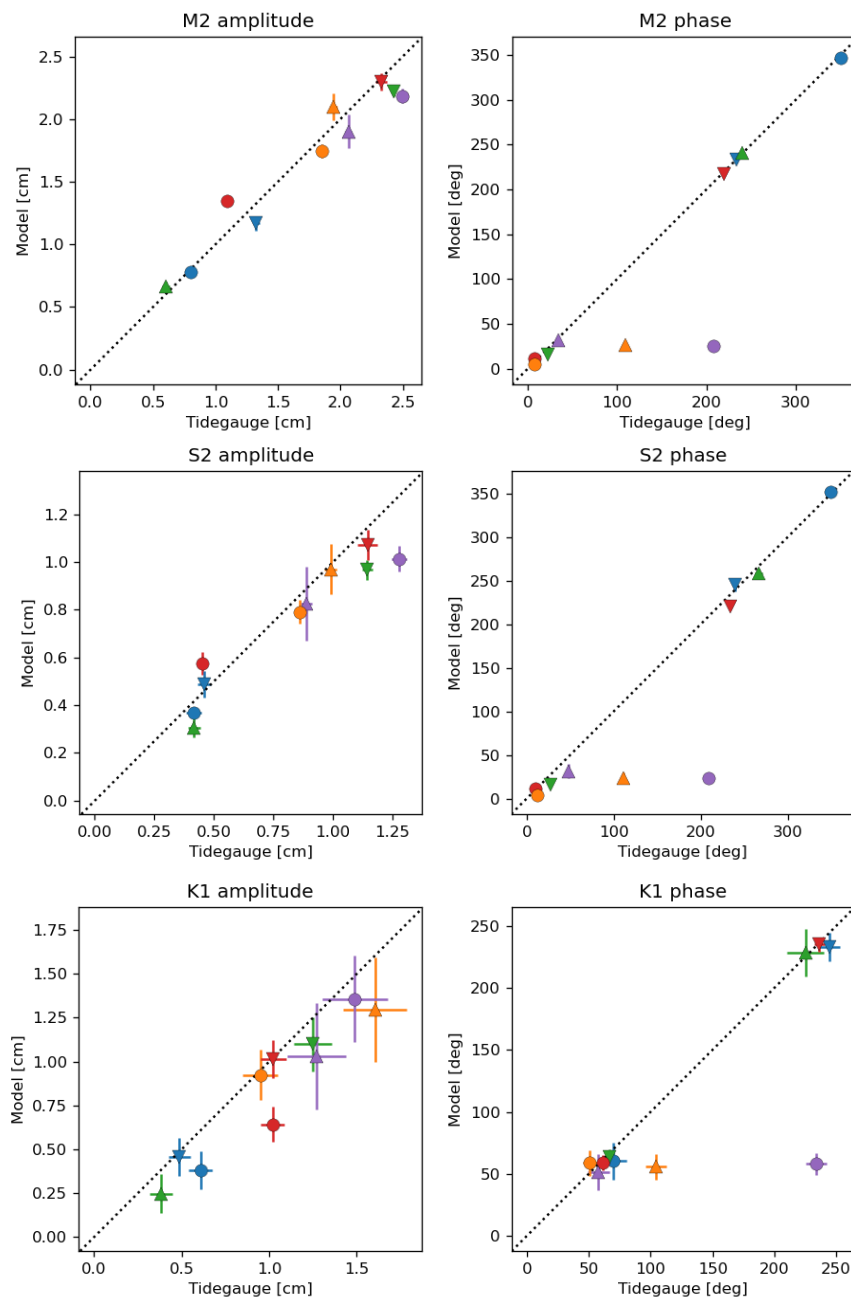 M2 amplitude
2.5
2.0
1.5
1.0
0.5
0.0
Model [cm]
0.0 0.5 1.0 1.5 2.0 2.5
Tidegauge [cm]
M2 phase
350
300
250
200
150
100
50
0
Model [deg]
0 100 200 300
Tidegauge [deg]
S2 amplitude
1.2
1.0
0.8
0.6
0.4
0.2
0.0
Model [cm]
0.00 0.25 0.50 0.75 1.00 1.25
Tidegauge [cm]
S2 phase
350
300
250
200
150
100
50
0
Model [deg]
0 100 200 300
Tidegauge [deg]
K1 amplitude
1.75
1.50
1.25
1.00
0.75
0.50
0.25
0.00
Model [cm]
0.0 0.5 1.0 1.5
Tidegauge [cm]
K1 phase
250
200
150
100
50
0
Model [deg]
0 50 100 150 200 250
Tidegauge [deg]